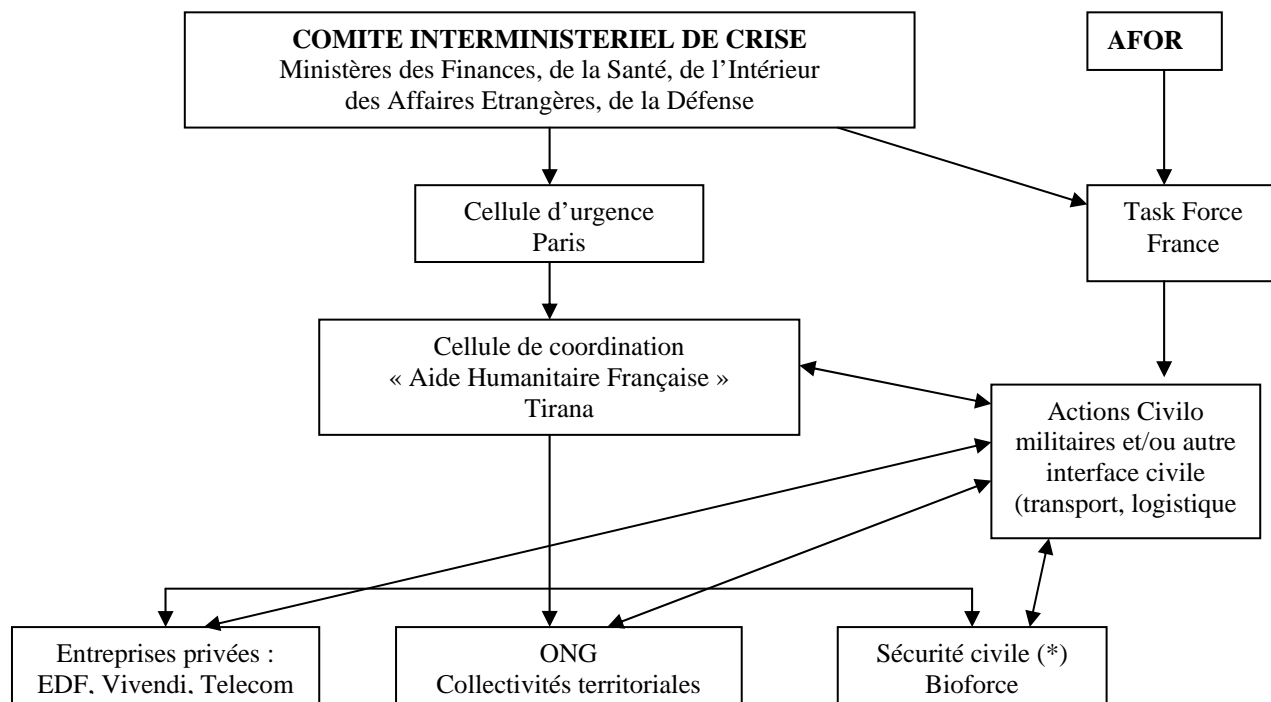 COMITE INTERMINISTERIEL DE CRISE
Ministères des Finances, de la Santé, de l’Intérieur
des Affaires Etrangères, de la Défense
AFOR
Cellule d’urgence
Paris
Task Force
France
Cellule de coordination
« Aide Humanitaire Française »
Tirana
Actions Civilo
militaires et/ou autre
interface civile
(transport, logistique
Entreprises privées :
EDF, Vivendi, Telecom
ONG
Collectivités territoriales
Sécurité civile (*)
Bioforce